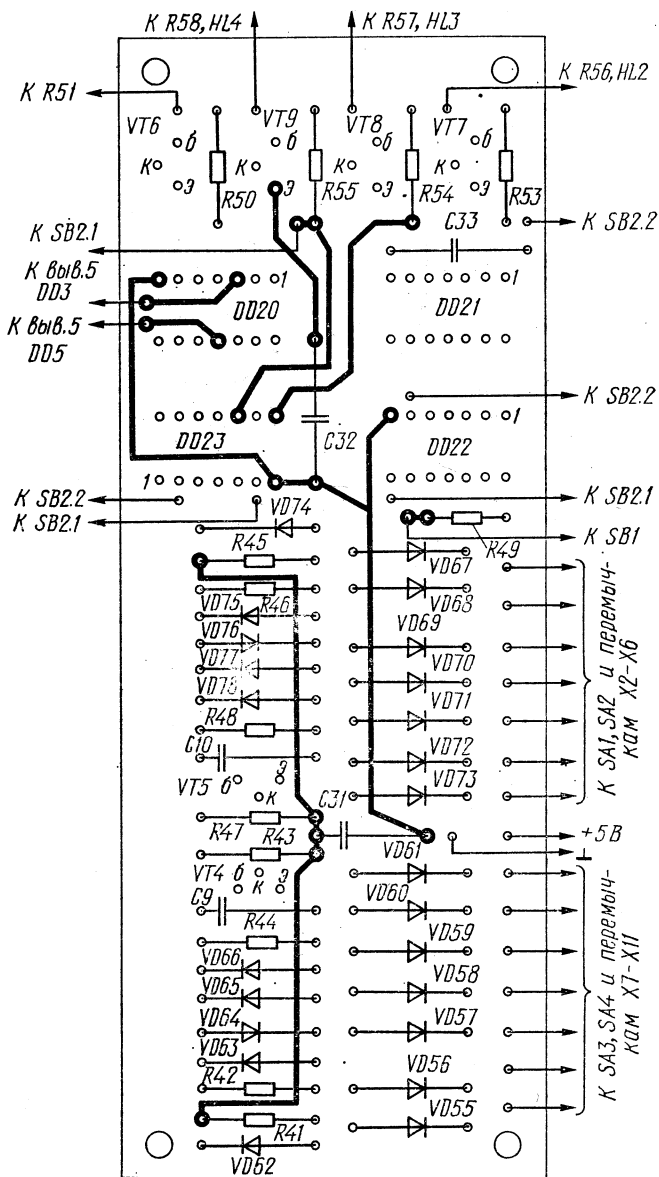 К R58, HL4
К R57, HL3
К R56, HL2
К R51
VT6
б
к
э
R50
VT9
б
к
э
R55
VT8
б
к
э
R54
VT7
б
к
э
R53
К SB2.1
К SB2.2
C33
К выв.5
DD3
К выв.5
DD5
DD20
1
DD21
1
К SB2.2
DD23
1
C32
DD22
1
К SB2.2
К SB2.1
К SB2.1
VD74
R49
К SB1
R45
VD67
R46
VD75
VD68
VD76
VD69
VD77
VD70
VD78
VD71
R48
VD72
C10
VD73
VT5
б
э
к
К SA1, SA2 и перемыч-
кам X2-X6
C31
R47
R43
+5В
⊥
VD61
VT4
б
к
э
VD60
C9
R44
VD59
VD66
VD58
VD65
VD64
VD57
VD63
R42
VD56
R41
VD55
VD62
К SA3, SA4 и перемыч-
кам X7-X11